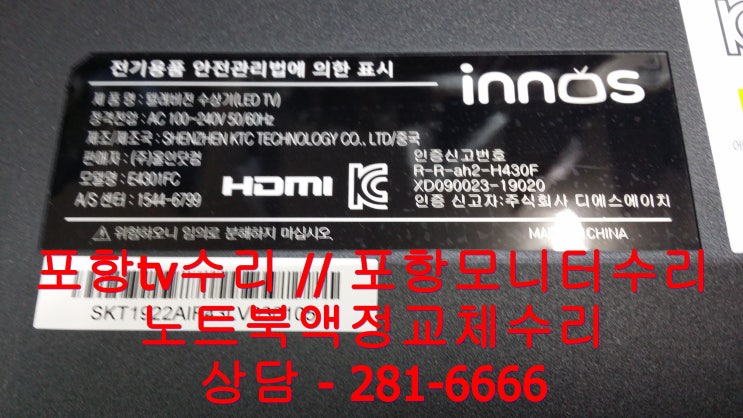 전기용품 안전관리법에 의한 표시
innos
제 품 명 : 텔레비전 수상기(LED TV)
정격전압 : AC 100~240V 50/60Hz
제조/제조국 : SHENZHEN KTC TECHNOLOGY CO., LTD/중국
판매자 : (주)올인닷컴
모델명 : E4301FC
A/S 센터 : 1544-6799
HDMI
인증신고번호
R-R-ah2-H430F
XD090023-19020
인증 신고자:주식회사 디에스에이치
위험하오니 임의로 분해하지 마십시오.
CHINA
포항tv수리 // 포항모니터수리
노트북액정교체수리
상담 - 281-6666